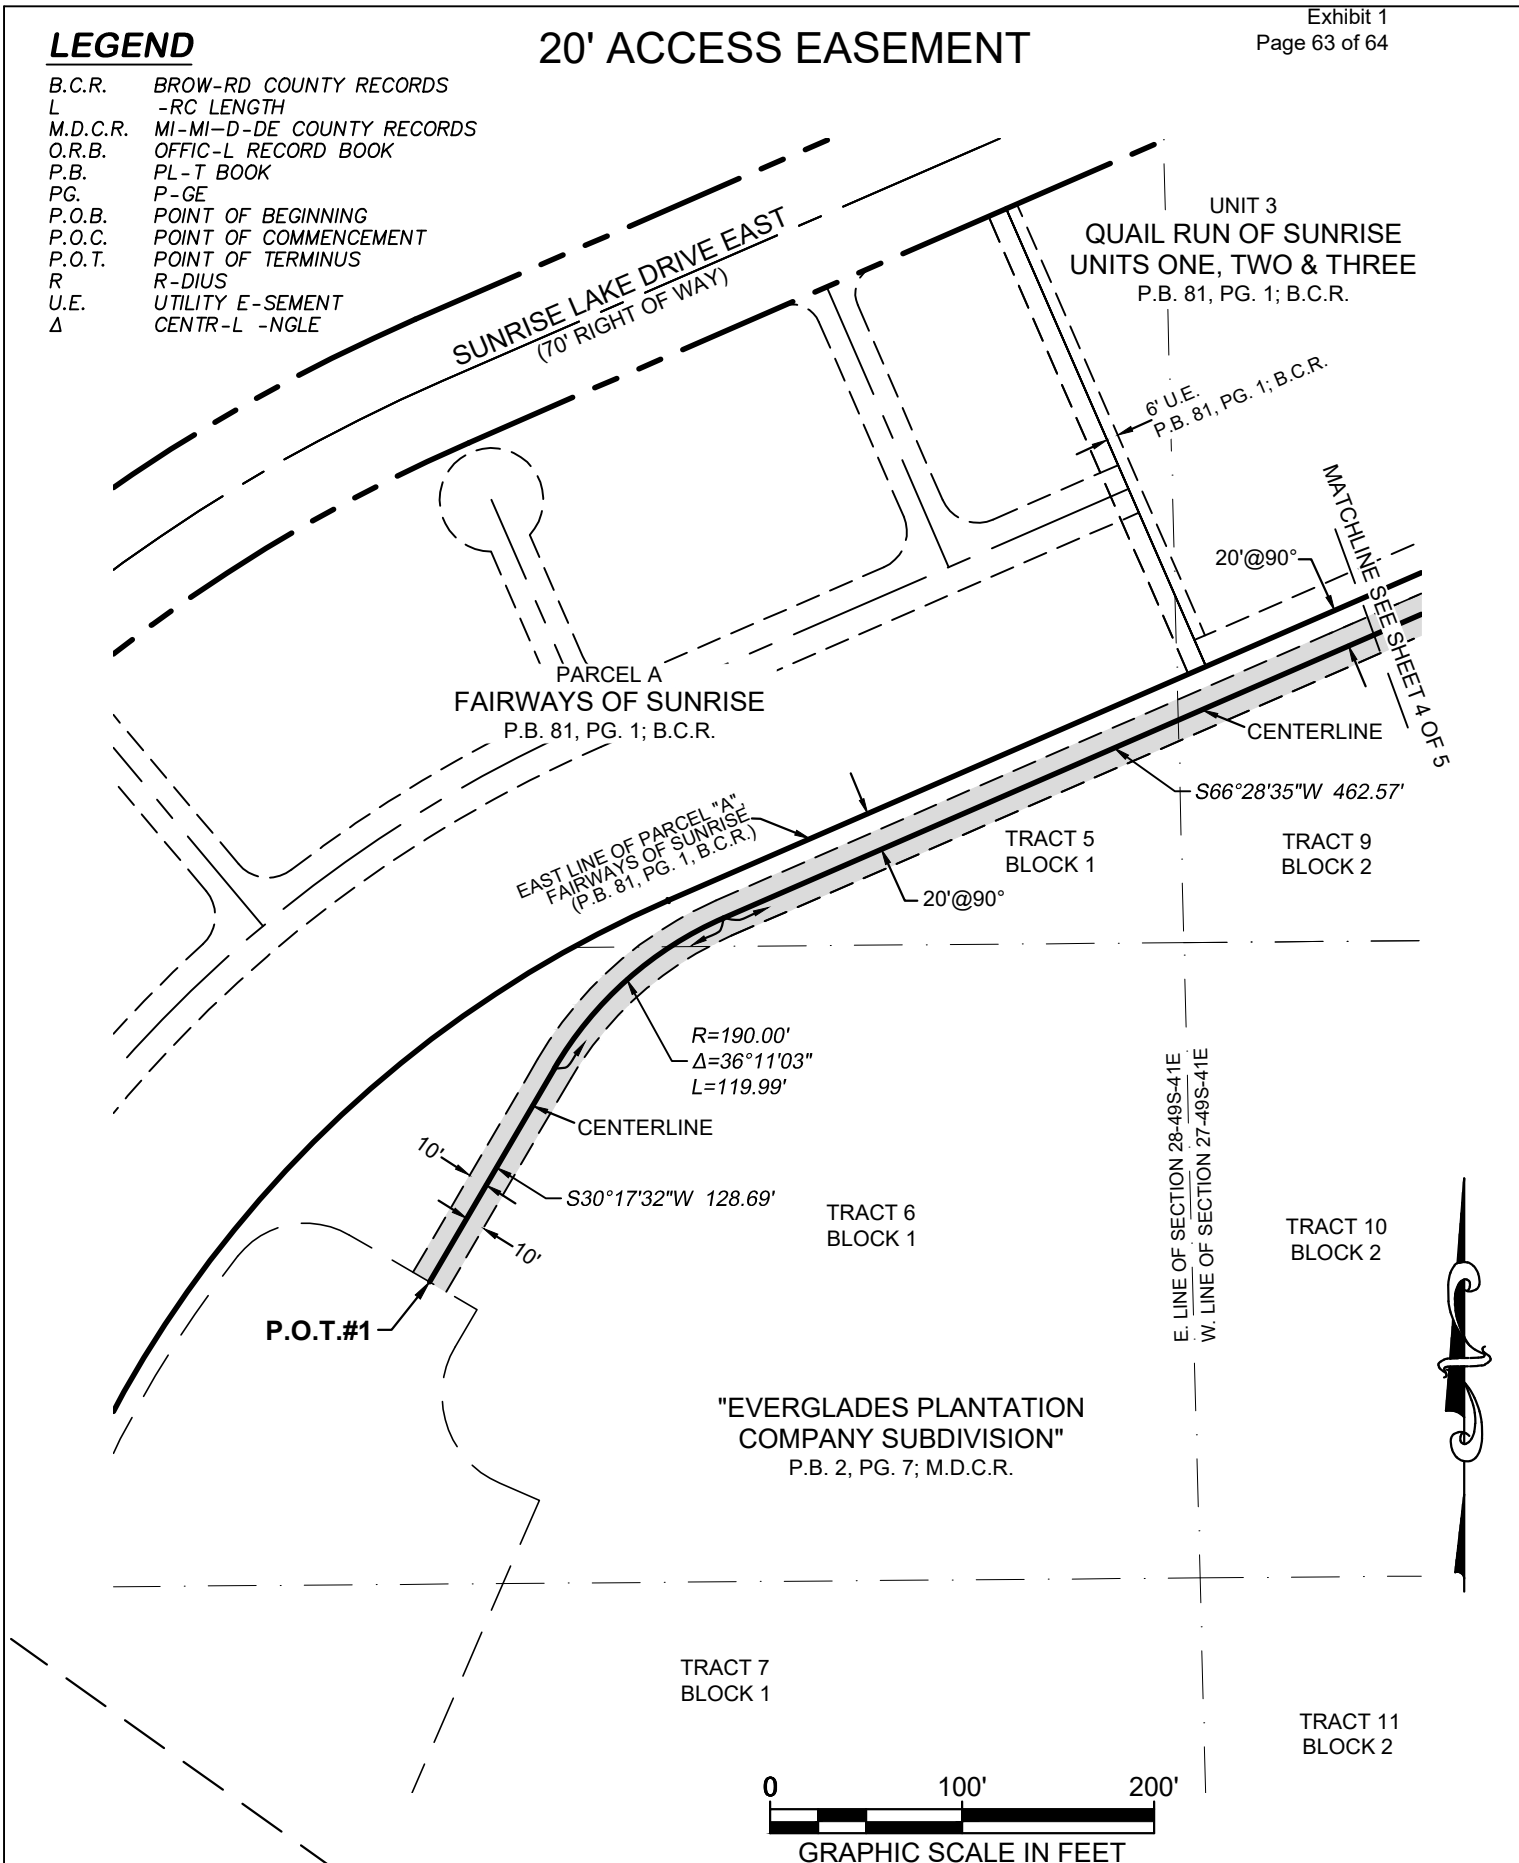 Exhibit 1
Page 63 of 64
20' ACCESS EASEMENT
LEGEND
B.C.R. BROW-RD COUNTY RECORDS
L -RC LENGTH
M.D.C.R. MI-MI-D-DE COUNTY RECORDS
O.R.B. OFFIC-L RECORD BOOK
P.B. PL-T BOOK
PG. P-GE
P.O.B. POINT OF BEGINNING
P.O.C. POINT OF COMMENCEMENT
P.O.T. POINT OF TERMINUS
R R-DIUS
U.E. UTILITY E-SEMENT
Δ CENTR-L -NGLE
SUNRISE LAKE DRIVE EAST
(70' RIGHT OF WAY)
UNIT 3
QUAIL RUN OF SUNRISE
UNITS ONE, TWO & THREE
P.B. 81, PG. 1; B.C.R.
6' U.E.
P.B. 81, PG. 1; B.C.R.
MATCHLINE SEE SHEET 4 OF 5
20'@90°
PARCEL A
FAIRWAYS OF SUNRISE
P.B. 81, PG. 1; B.C.R.
CENTERLINE
S66°28'35"W 462.57'
EAST LINE OF PARCEL "A",
FAIRWAYS OF SUNRISE
(P.B. 81, PG. 1, B.C.R.)
TRACT 5
BLOCK 1
TRACT 9
BLOCK 2
20'@90°
R=190.00'
Δ=36°11'03"
L=119.99'
CENTERLINE
10'
S30°17'32"W 128.69'
10'
E. LINE OF SECTION 28-49S-41E
W. LINE OF SECTION 27-49S-41E
TRACT 6
BLOCK 1
TRACT 10
BLOCK 2
P.O.T.#1
"EVERGLADES PLANTATION
COMPANY SUBDIVISION"
P.B. 2, PG. 7; M.D.C.R.
TRACT 7
BLOCK 1
TRACT 11
BLOCK 2
0 100' 200'
GRAPHIC SCALE IN FEET